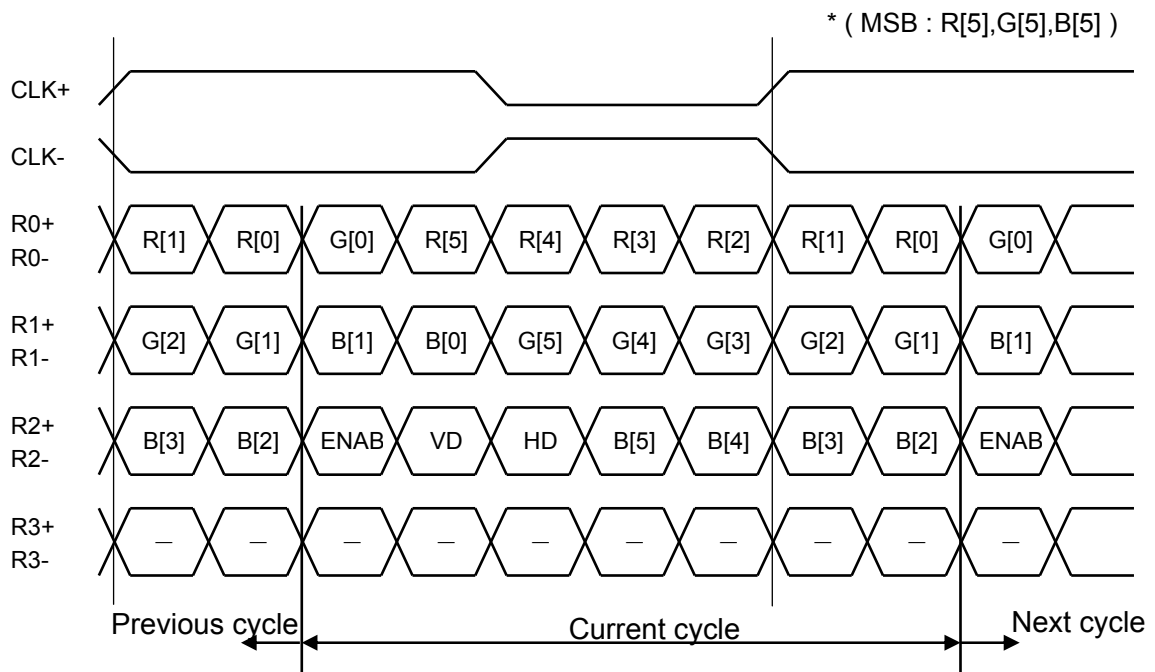 * ( MSB : R[5],G[5],B[5] )
CLK+
CLK-
R0+
R0-
R[1] R[0] G[0] R[5] R[4] R[3] R[2] R[1] R[0] G[0]
R1+
R1-
G[2] G[1] B[1] B[0] G[5] G[4] G[3] G[2] G[1] B[1]
R2+
R2-
B[3] B[2] ENAB VD HD B[5] B[4] B[3] B[2] ENAB
R3+
R3-
– – – – – – – – – –
Previous cycle Current cycle Next cycle